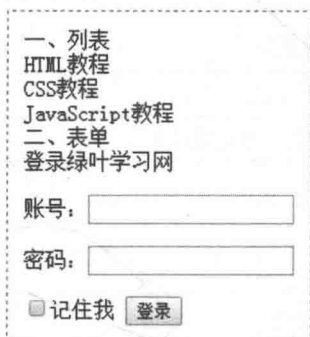 一、列表
HTML教程
CSS教程
JavaScript教程
二、表单
登录绿叶学习网
账号：
密码：
记住我 登录